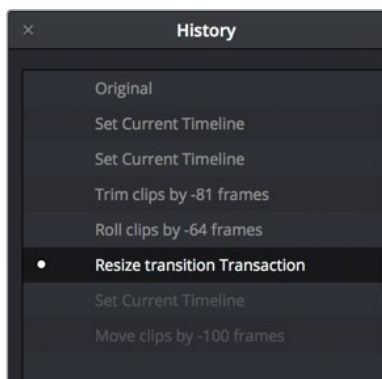 History
Original
Set Current Timeline
Set Current Timeline
Trim clips by -81 frames
Roll clips by -64 frames
Resize transition Transaction
Set Current Timeline
Move clips by -100 frames